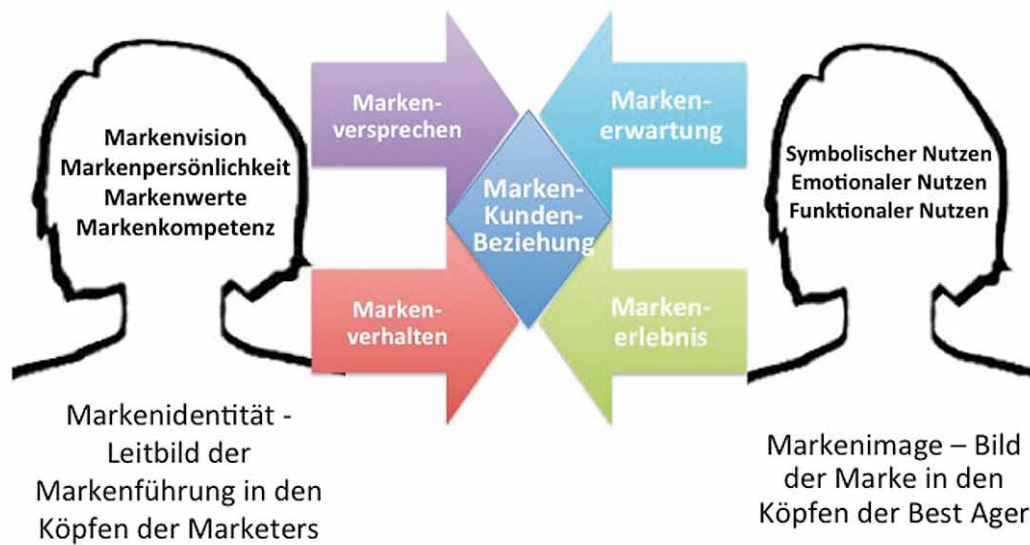 Markenvision
Markenpersönlichkeit
Markenwerte
Markenkompetenz
Marken-
versprechen
Marken-
erwartung
Marken-
Kunden-
Beziehung
Marken-
verhalten
Marken-
erlebnis
Symbolischer Nutzen
Emotionaler Nutzen
Funktionaler Nutzen
Markenidentität -
Leitbild der
Markenführung in den
Köpfen der Marketers
Markenimage – Bild
der Marke in den
Köpfen der Best Ager